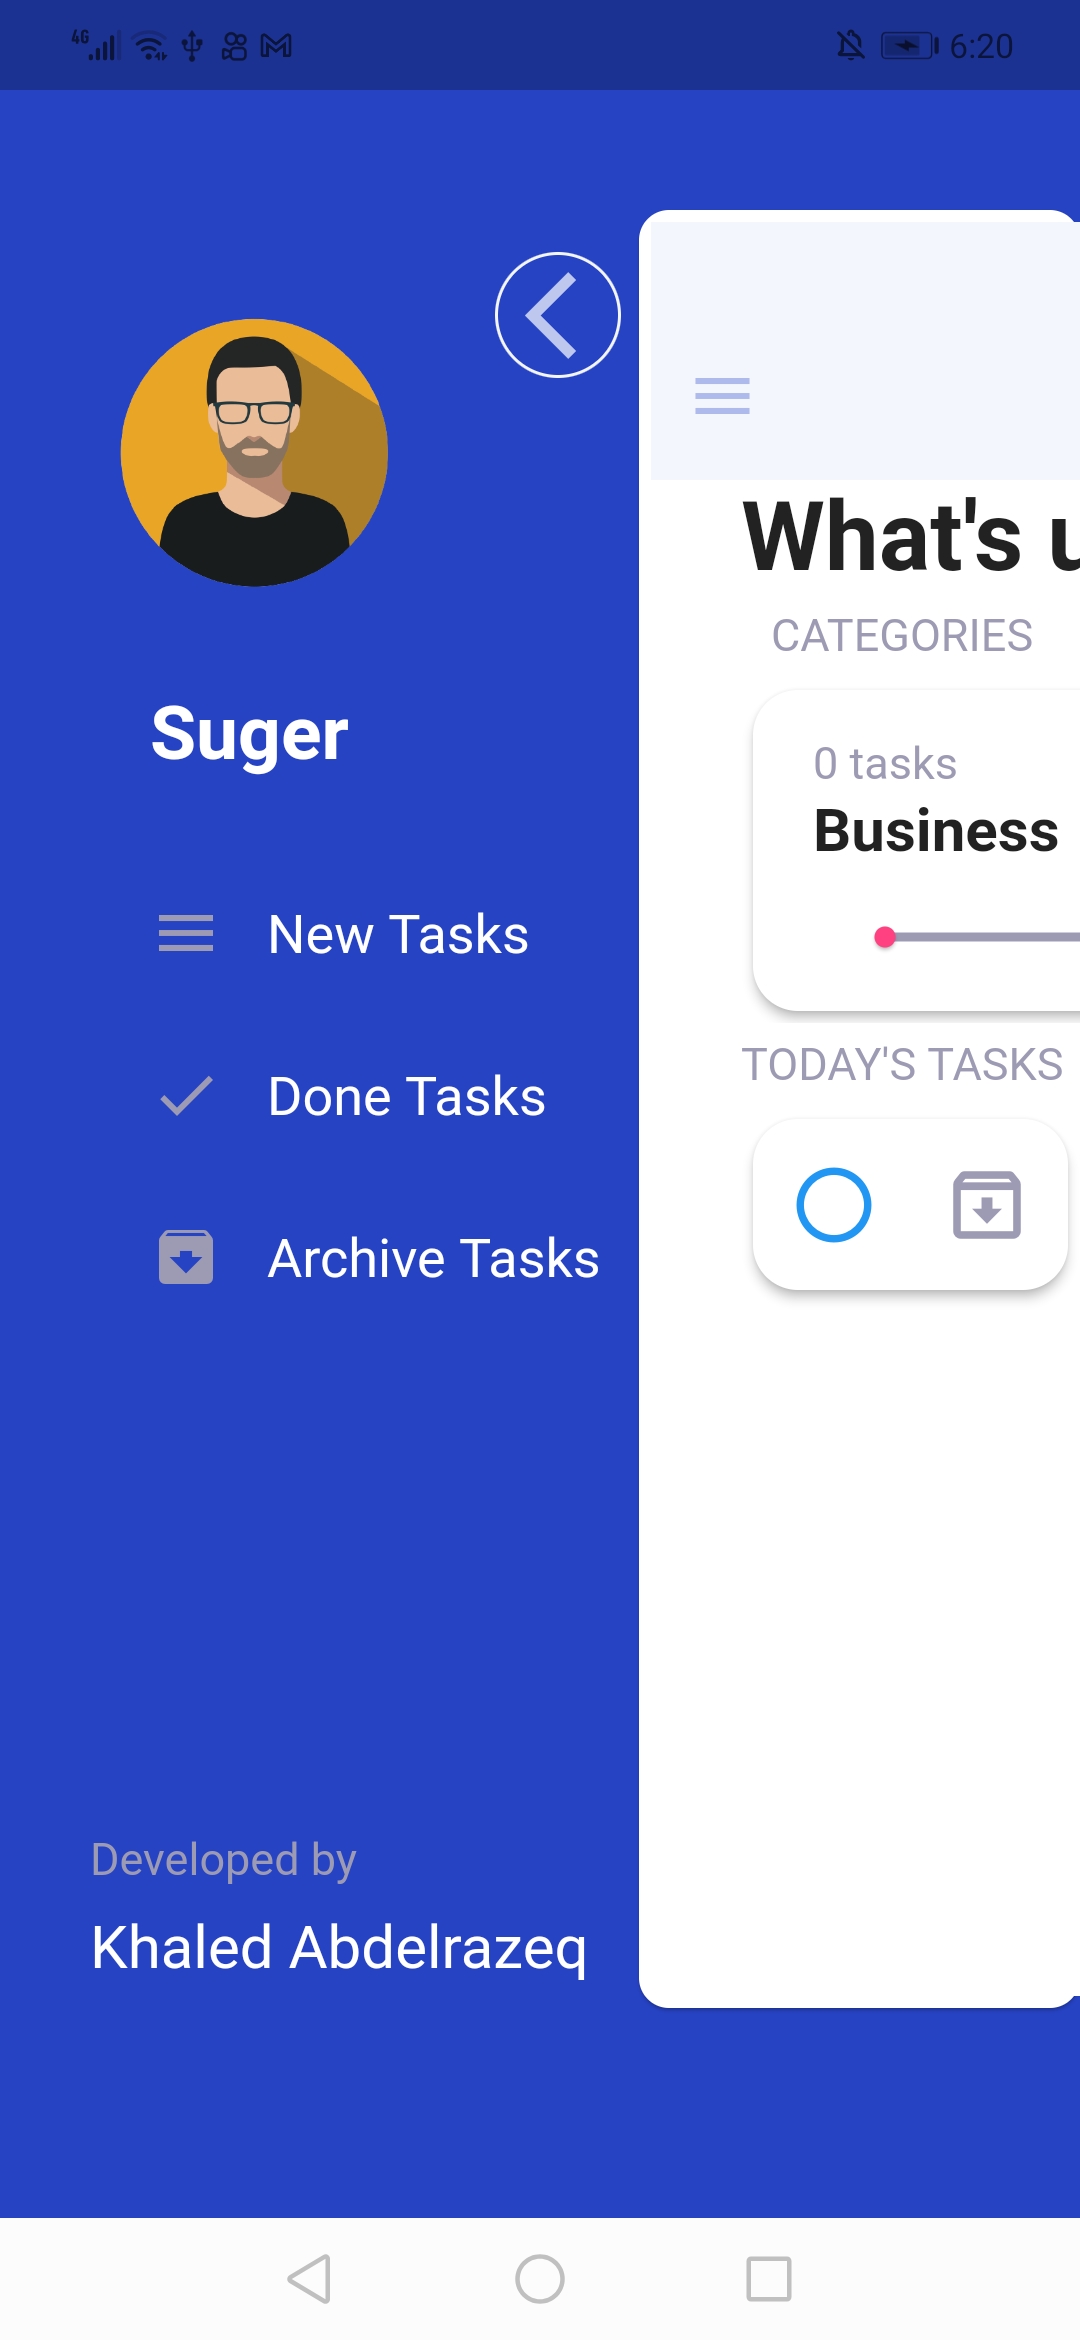 4G
6:20
Suger
New Tasks
Done Tasks
Archive Tasks
Developed by
Khaled Abdelrazeq
What's u
CATEGORIES
0 tasks
Business
TODAY'S TASKS